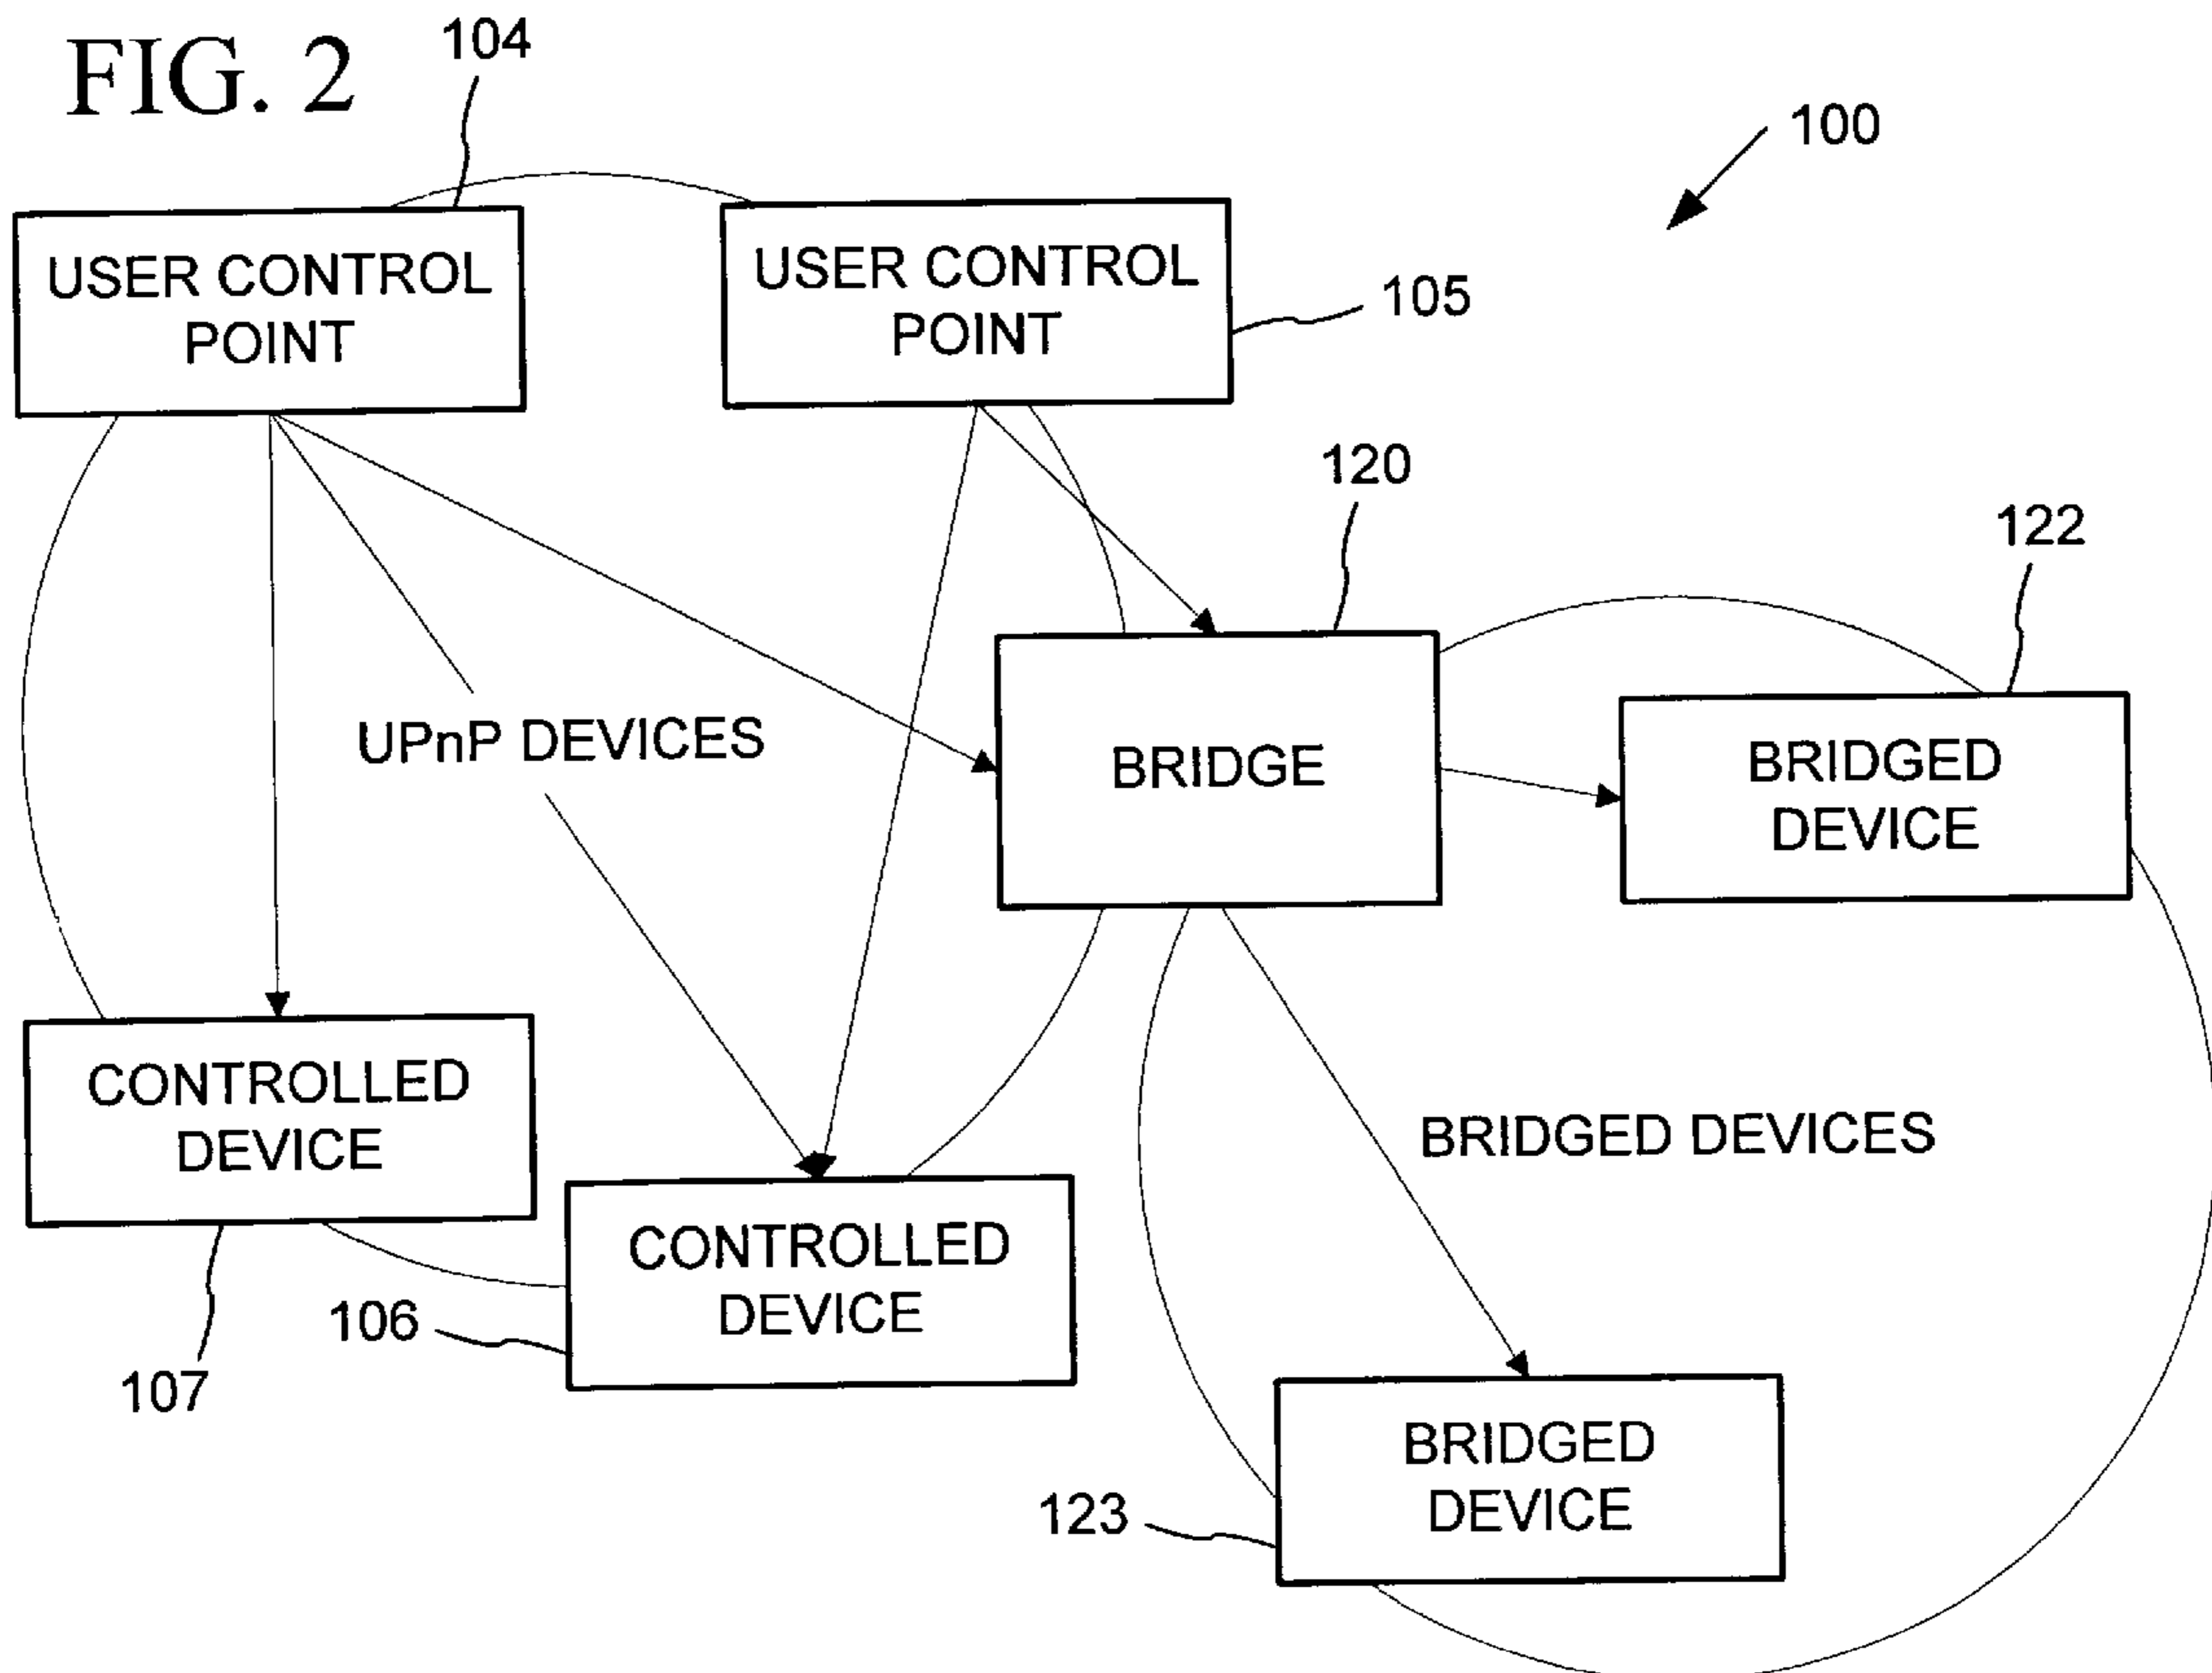 FIG. 2
104
100
USER CONTROL
POINT
USER CONTROL
POINT
105
120
122
UPnP DEVICES
BRIDGE
BRIDGED
DEVICE
CONTROLLED
DEVICE
BRIDGED DEVICES
CONTROLLED
DEVICE
106
107
BRIDGED
DEVICE
123